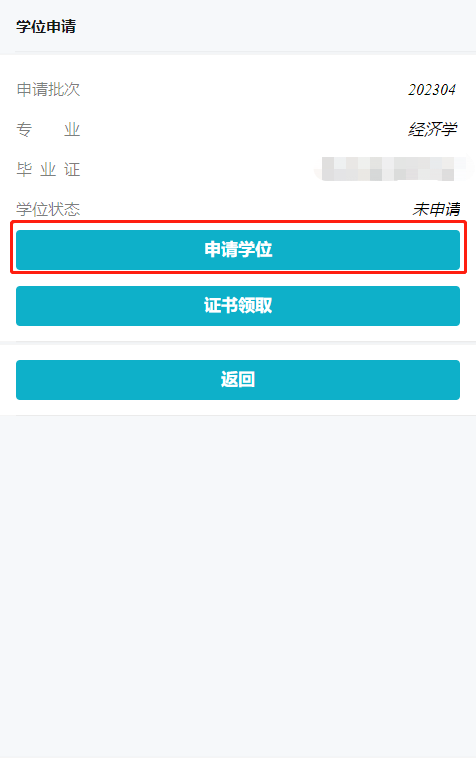 学位申请
申请批次 202304
专 业 经济学
毕 业 证
学位状态 未申请
申请学位
证书领取
返回